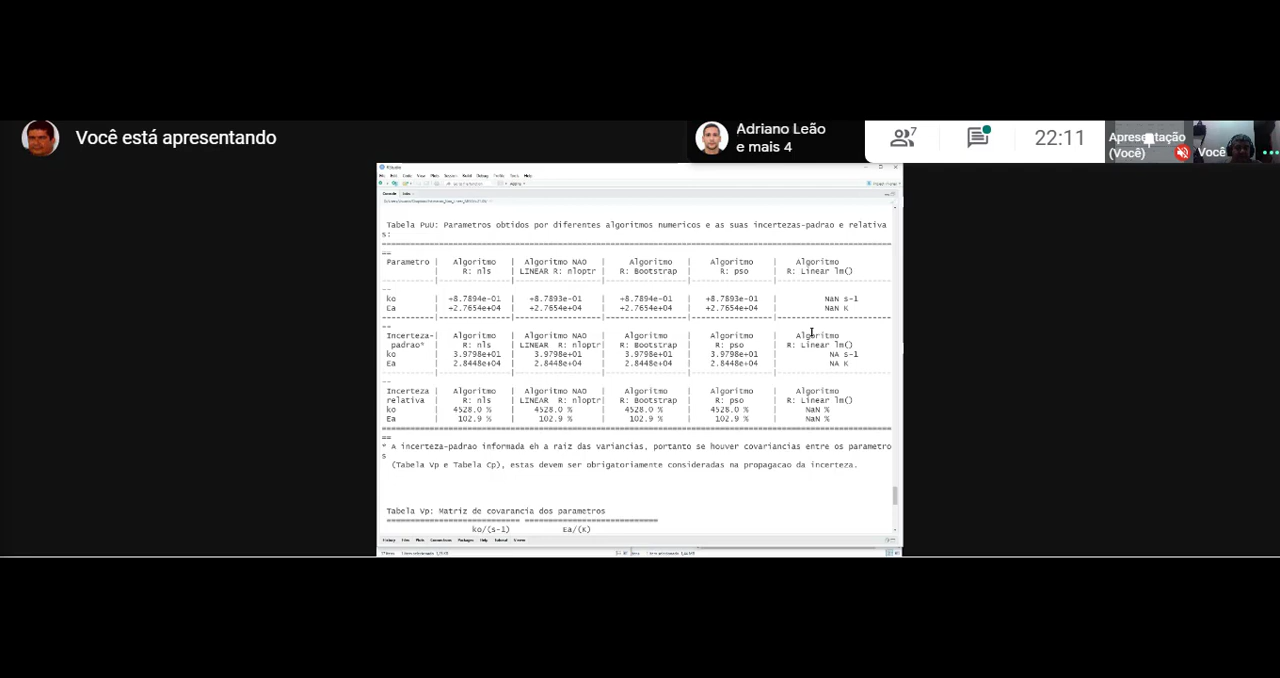 Você está apresentando
Adriano Leão
e mais 4
7
22:11
Apresentação
(Você)
Você
Tabela PuU: Parametros obtidos por diferentes algoritmos numericos e as suas incertezas-padrao e relativa
s:
==
Parametro | Algoritmo | Algoritmo NAO | Algoritmo | Algoritmo | Algoritmo
| R: nls | LINEAR R: nloptr | R: Bootstrap | R: pso | R: Linear lm()
--
ko | +8.7894e-01 | +8.7893e-01 | +8.7894e-01 | +8.7893e-01 | NaN s-1
Ea | +2.7654e+04 | +2.7654e+04 | +2.7654e+04 | +2.7654e+04 | NaN K
--
Incerteza- | Algoritmo | Algoritmo NAO | Algoritmo | Algoritmo | Algoritmo
padrao* | R: nls | LINEAR R: nloptr| R: Bootstrap | R: pso | R: Linear lm()
ko | 3.9798e+01 | 3.9798e+01 | 3.9798e+01 | 3.9798e+01 | NA s-1
Ea | 2.8448e+04 | 2.8448e+04 | 2.8448e+04 | 2.8448e+04 | NA K
--
Incerteza | Algoritmo | Algoritmo NAO | Algoritmo | Algoritmo | Algoritmo
relativa | R: nls | LINEAR R: nloptr| R: Bootstrap | R: pso | R: Linear lm()
ko | 4528.0 % | 4528.0 % | 4528.0 % | 4528.0 % | NaN %
Ea | 102.9 % | 102.9 % | 102.9 % | 102.9 % | NaN %
==
* A incerteza-padrao informada eh a raiz das variancias, portanto se houver covariancias entre os parametro
s
(Tabela Vp e Tabela Cp), estas devem ser obrigatoriamente consideradas na propagacao da incerteza.
Tabela Vp: Matriz de covarancia dos parametros
=========================== ===========================
ko/(s-1) Ea/(K)